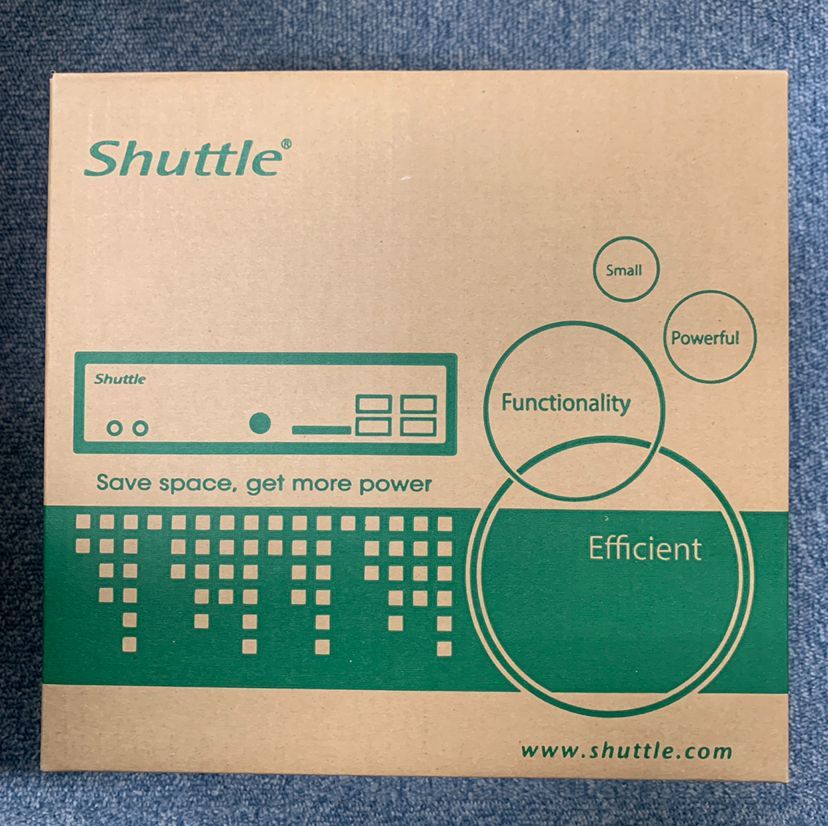 Shuttle®
Small
Powerful
Shuttle
Functionality
Save space, get more power
Efficient
www.shuttle.com